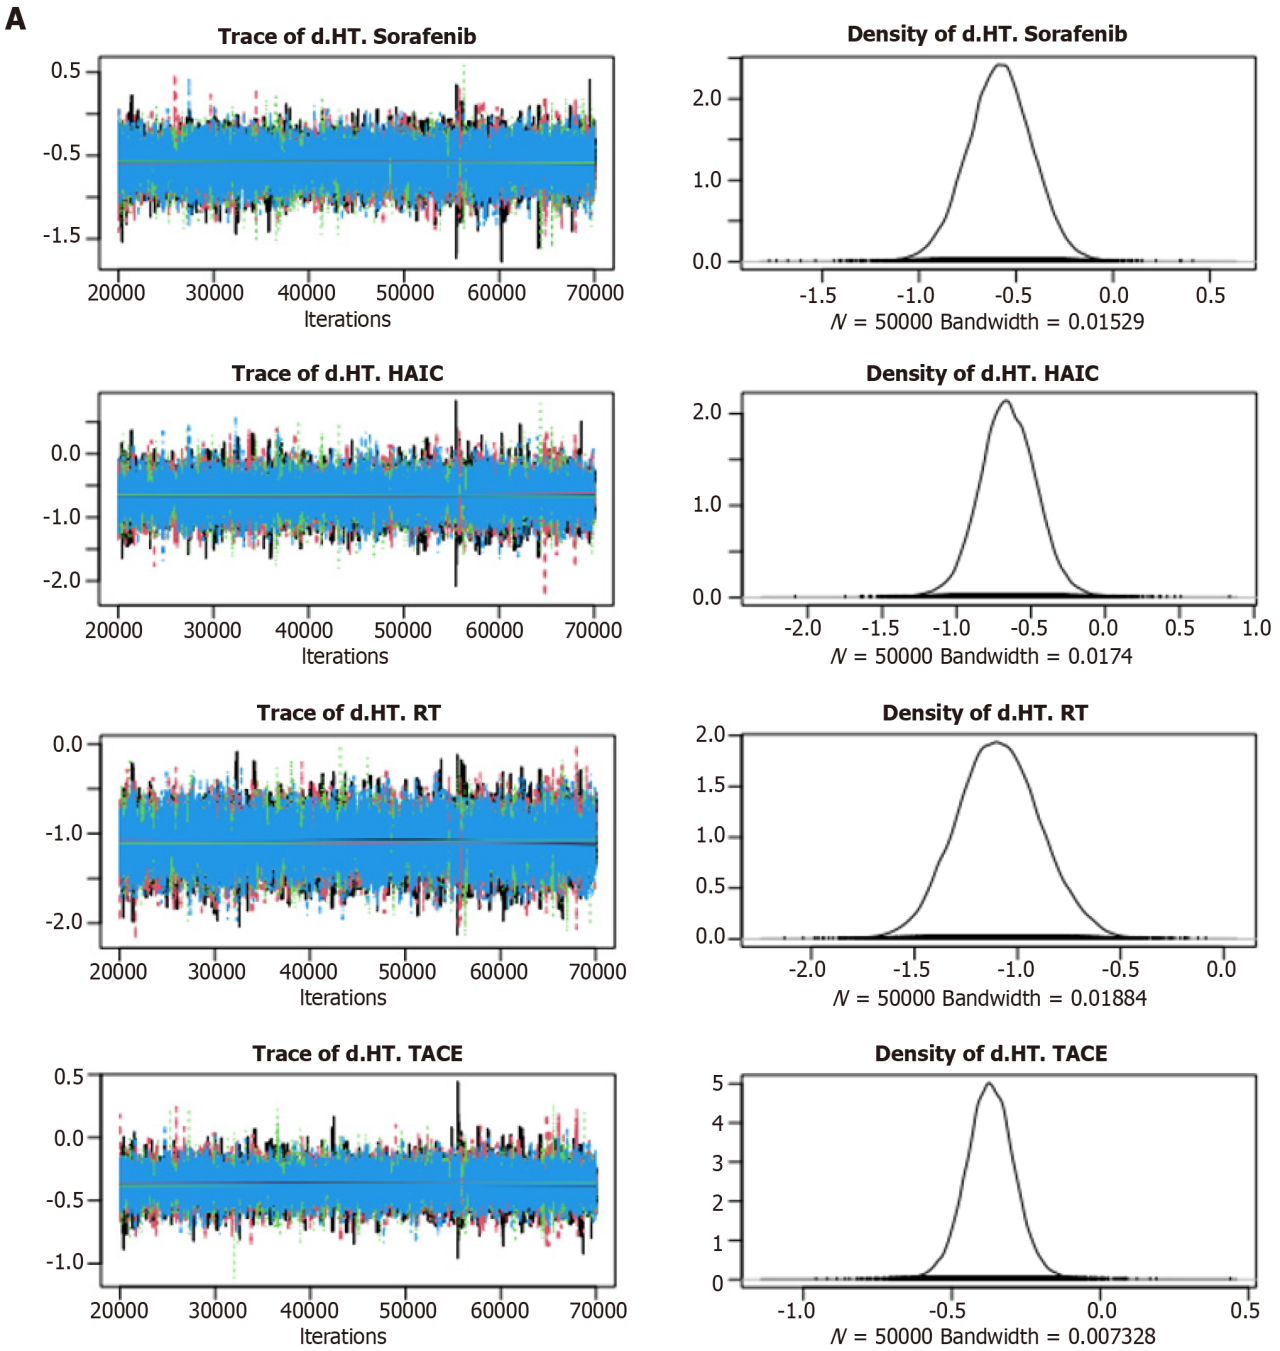 A
Trace of d.HT. Sorafenib
0.5
-0.5
-1.5
20000 30000 40000 50000 60000 70000
Iterations
Density of d.HT. Sorafenib
2.0
1.0
0.0
-1.5 -1.0 -0.5 0.0 0.5
N = 50000 Bandwidth = 0.01529
Trace of d.HT. HAIC
0.0
-1.0
-2.0
20000 30000 40000 50000 60000 70000
Iterations
Density of d.HT. HAIC
2.0
1.0
0.0
-2.0 -1.5 -1.0 -0.5 0.0 0.5 1.0
N = 50000 Bandwidth = 0.0174
Trace of d.HT. RT
0.0
-1.0
-2.0
20000 30000 40000 50000 60000 70000
Iterations
Density of d.HT. RT
2.0
1.5
1.0
0.5
0.0
-2.0 -1.5 -1.0 -0.5 0.0
N = 50000 Bandwidth = 0.01884
Trace of d.HT. TACE
0.5
0.0
-0.5
-1.0
20000 30000 40000 50000 60000 70000
Iterations
Density of d.HT. TACE
5
4
3
2
1
0
-1.0 -0.5 0.0 0.5
N = 50000 Bandwidth = 0.007328